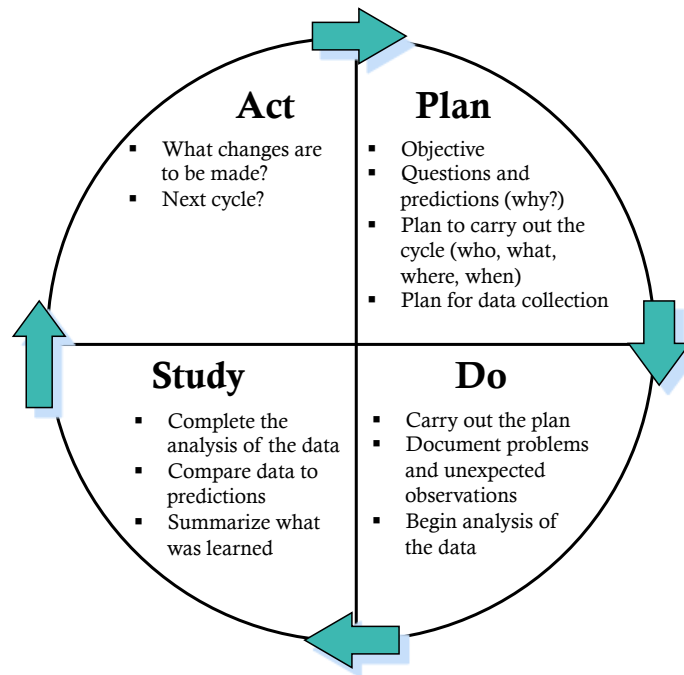 Act
▪ What changes are
to be made?
▪ Next cycle?
Plan
▪ Objective
▪ Questions and
predictions (why?)
▪ Plan to carry out the
cycle (who, what,
where, when)
▪ Plan for data collection
Study
▪ Complete the
analysis of the data
▪ Compare data to
predictions
▪ Summarize what
was learned
Do
▪ Carry out the plan
▪ Document problems
and unexpected
observations
▪ Begin analysis of
the data